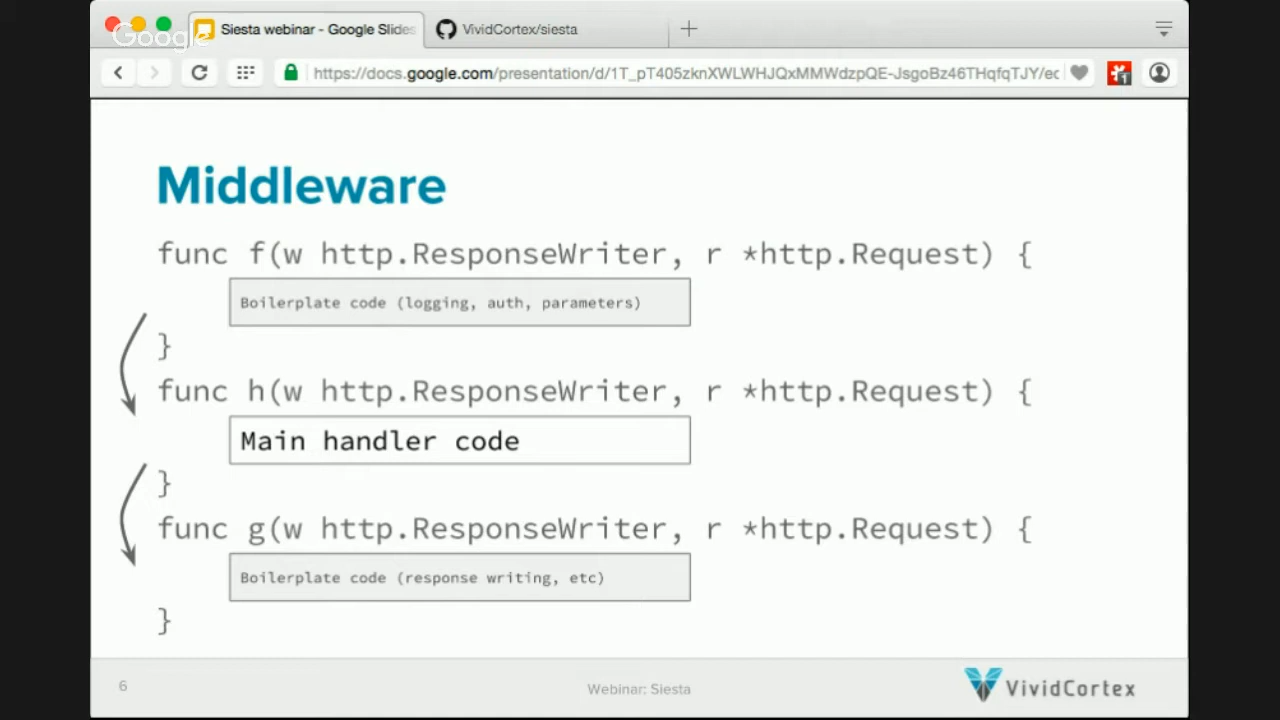 Google
Siesta webinar - Google Slides
VividCortex/siesta
https://docs.google.com/presentation/d/1T_pT405zknXWLWHJQxMMWdzpQE-JsgoBz46THqfqTJY/ec
1
Middleware
func f(w http.ResponseWriter, r *http.Request) {
Boilerplate code (logging, auth, parameters)
}
func h(w http.ResponseWriter, r *http.Request) {
Main handler code
}
func g(w http.ResponseWriter, r *http.Request) {
Boilerplate code (response writing, etc)
}
6
Webinar: Siesta
VividCortex